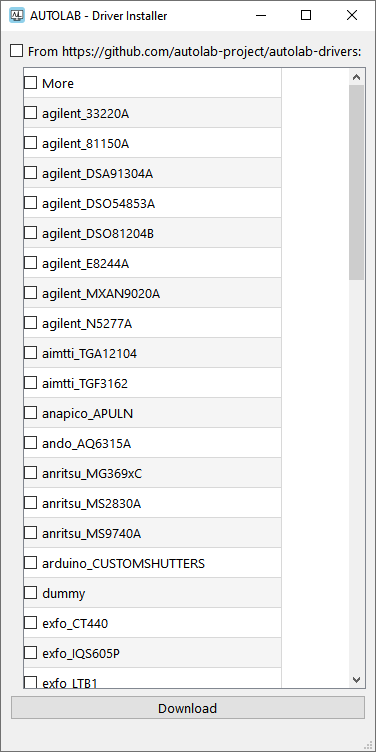 AUTOLAB - Driver Installer
From https://github.com/autolab-project/autolab-drivers:
More
agilent_33220A
agilent_81150A
agilent_DSA91304A
agilent_DSO54853A
agilent_DSO81204B
agilent_E8244A
agilent_MXAN9020A
agilent_N5277A
aimtti_TGA12104
aimtti_TGF3162
anapico_APULN
ando_AQ6315A
anritsu_MG369xC
anritsu_MS2830A
anritsu_MS9740A
arduino_CUSTOMSHUTTERS
dummy
exfo_CT440
exfo_IQS605P
exfo_LTB1
Download